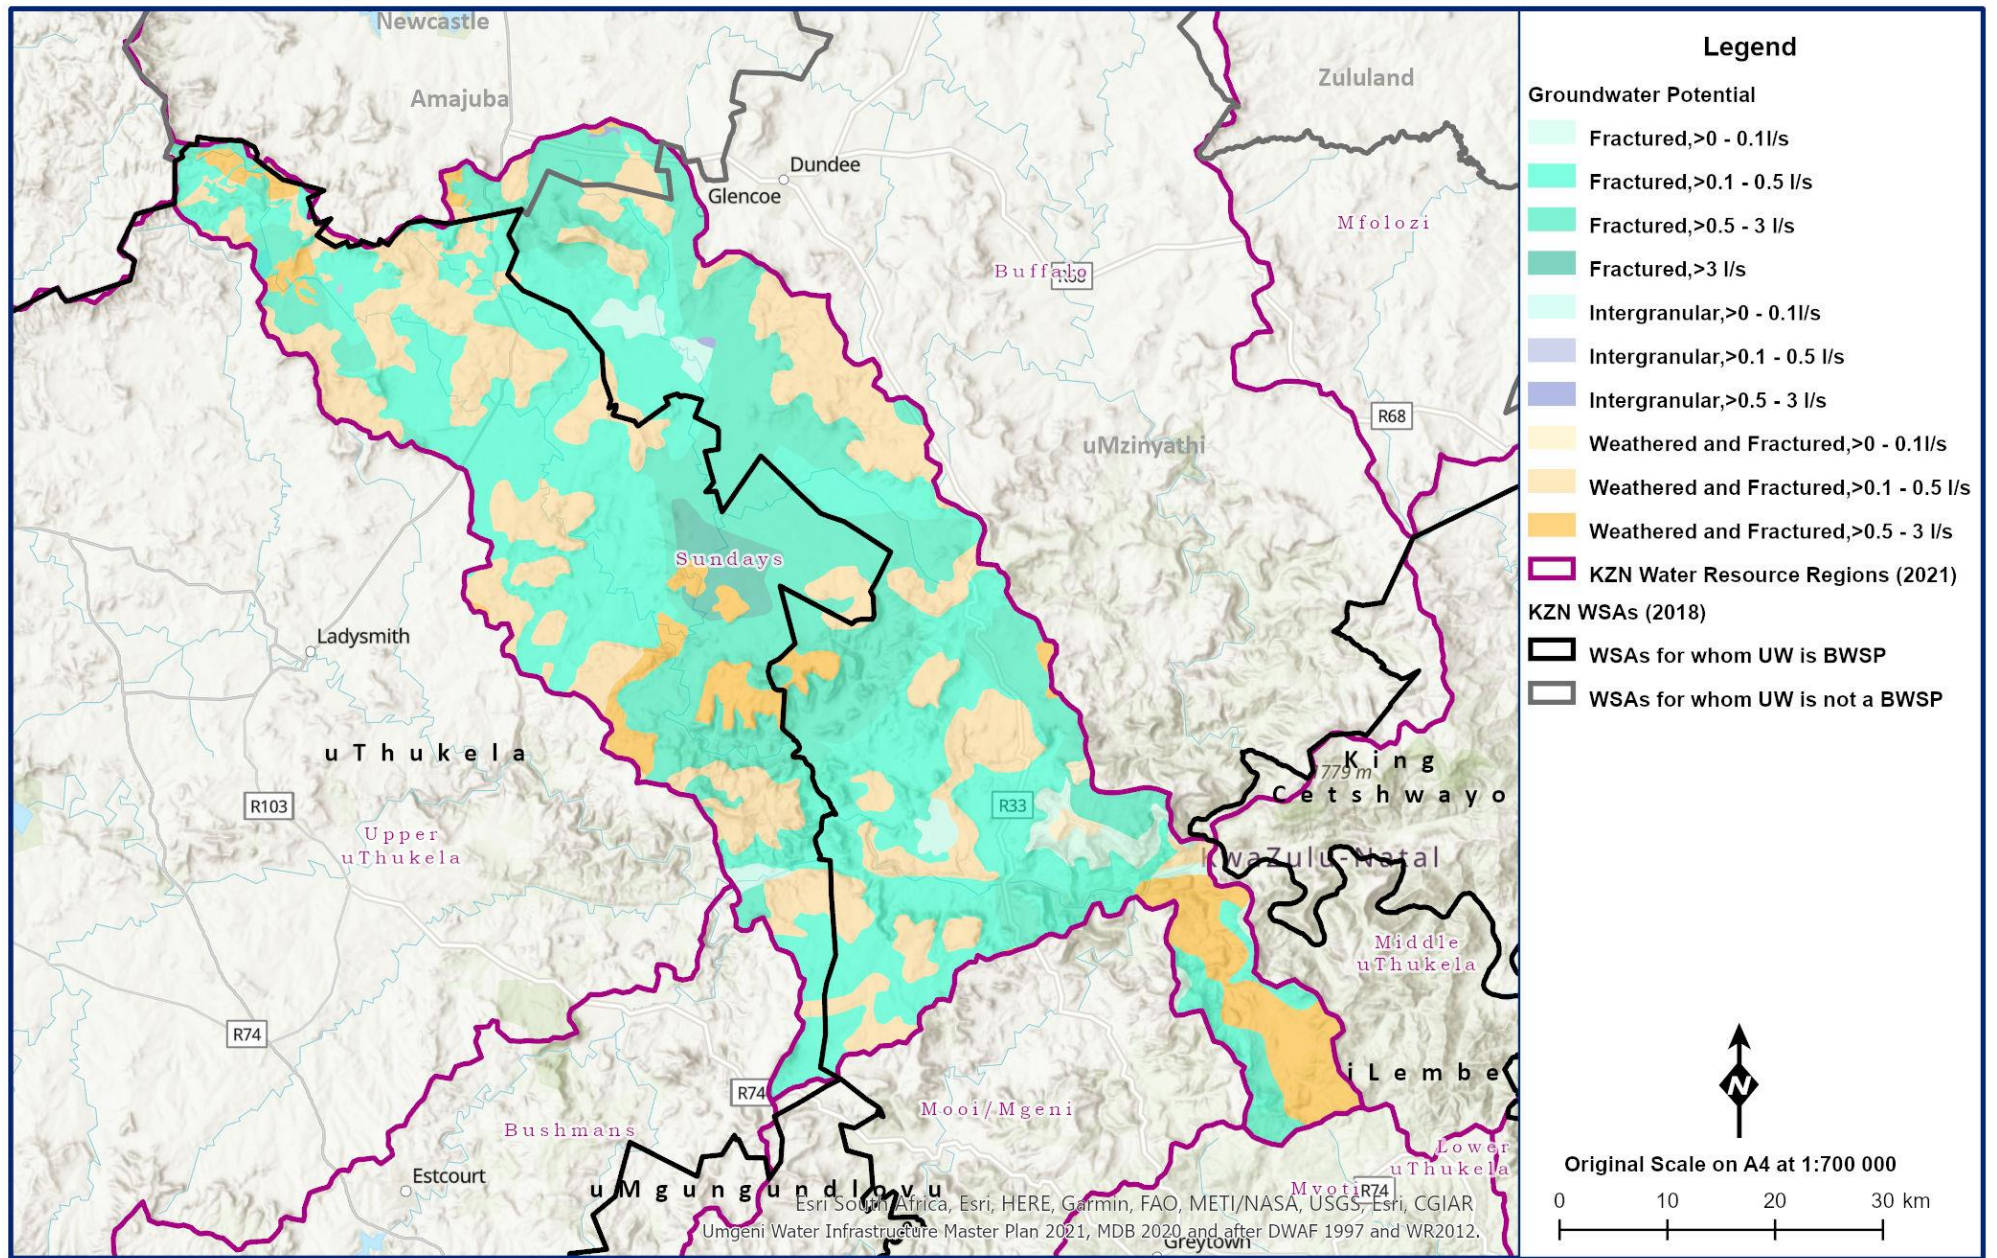 Newcastle
Amajuba
Zululand
Dundee
Glencoe
Mfolozi
Buffalo
R68
R68
uMzinyathi
Sundays
Ladysmith
uThukela
R103
Upper
uThukela
R33
King
1779 m
Cetshwayo
KwaZulu-Natal
Middle
uThukela
R74
iLembe
R74
Mooi/Mgeni
Bushmans
Lower
uThukela
Estcourt
uMgungundlovu
Mvoti
R74
Esri South Africa, Esri, HERE, Garmin, FAO, METI/NASA, USGS, Esri, CGIAR
Umgeni Water Infrastructure Master Plan 2021, MDB 2020 and after DWAF 1997 and WR2012.
Greytown
Legend
Groundwater Potential
Fractured,>0 - 0.1l/s
Fractured,>0.1 - 0.5 l/s
Fractured,>0.5 - 3 l/s
Fractured,>3 l/s
Intergranular,>0 - 0.1l/s
Intergranular,>0.1 - 0.5 l/s
Intergranular,>0.5 - 3 l/s
Weathered and Fractured,>0 - 0.1l/s
Weathered and Fractured,>0.1 - 0.5 l/s
Weathered and Fractured,>0.5 - 3 l/s
KZN Water Resource Regions (2021)
KZN WSAs (2018)
WSAs for whom UW is BWSP
WSAs for whom UW is not a BWSP
N
Original Scale on A4 at 1:700 000
0 10 20 30 km